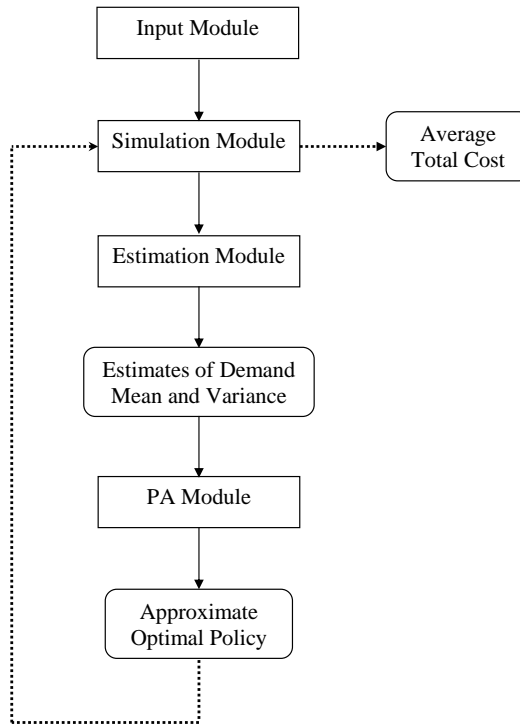 Input Module
Simulation Module
Average
Total Cost
Estimation Module
Estimates of Demand
Mean and Variance
PA Module
Approximate
Optimal Policy